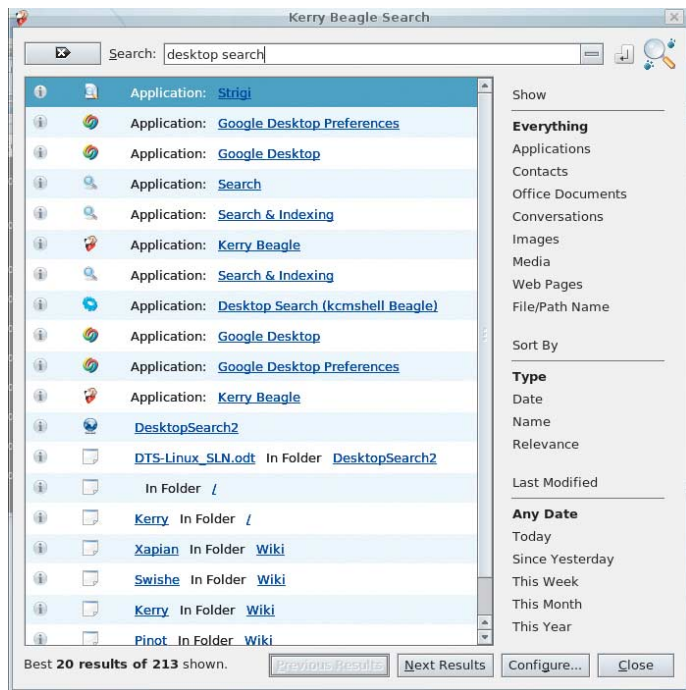 Kerry Beagle Search
Search: desktop search
Application: Strigi
Application: Google Desktop Preferences
Application: Google Desktop
Application: Search
Application: Search & Indexing
Application: Kerry Beagle
Application: Search & Indexing
Application: Desktop Search (kcmshell Beagle)
Application: Google Desktop
Application: Google Desktop Preferences
Application: Kerry Beagle
DesktopSearch2
DTS-Linux_SLN.odt In Folder DesktopSearch2
In Folder /
Kerry In Folder /
Xapian In Folder Wiki
Swishe In Folder Wiki
Kerry In Folder Wiki
Pinot In Folder Wiki
Show
Everything
Applications
Contacts
Office Documents
Conversations
Images
Media
Web Pages
File/Path Name
Sort By
Type
Date
Name
Relevance
Last Modified
Any Date
Today
Since Yesterday
This Week
This Month
This Year
Best 20 results of 213 shown. Previous Results Next Results Configure... Close